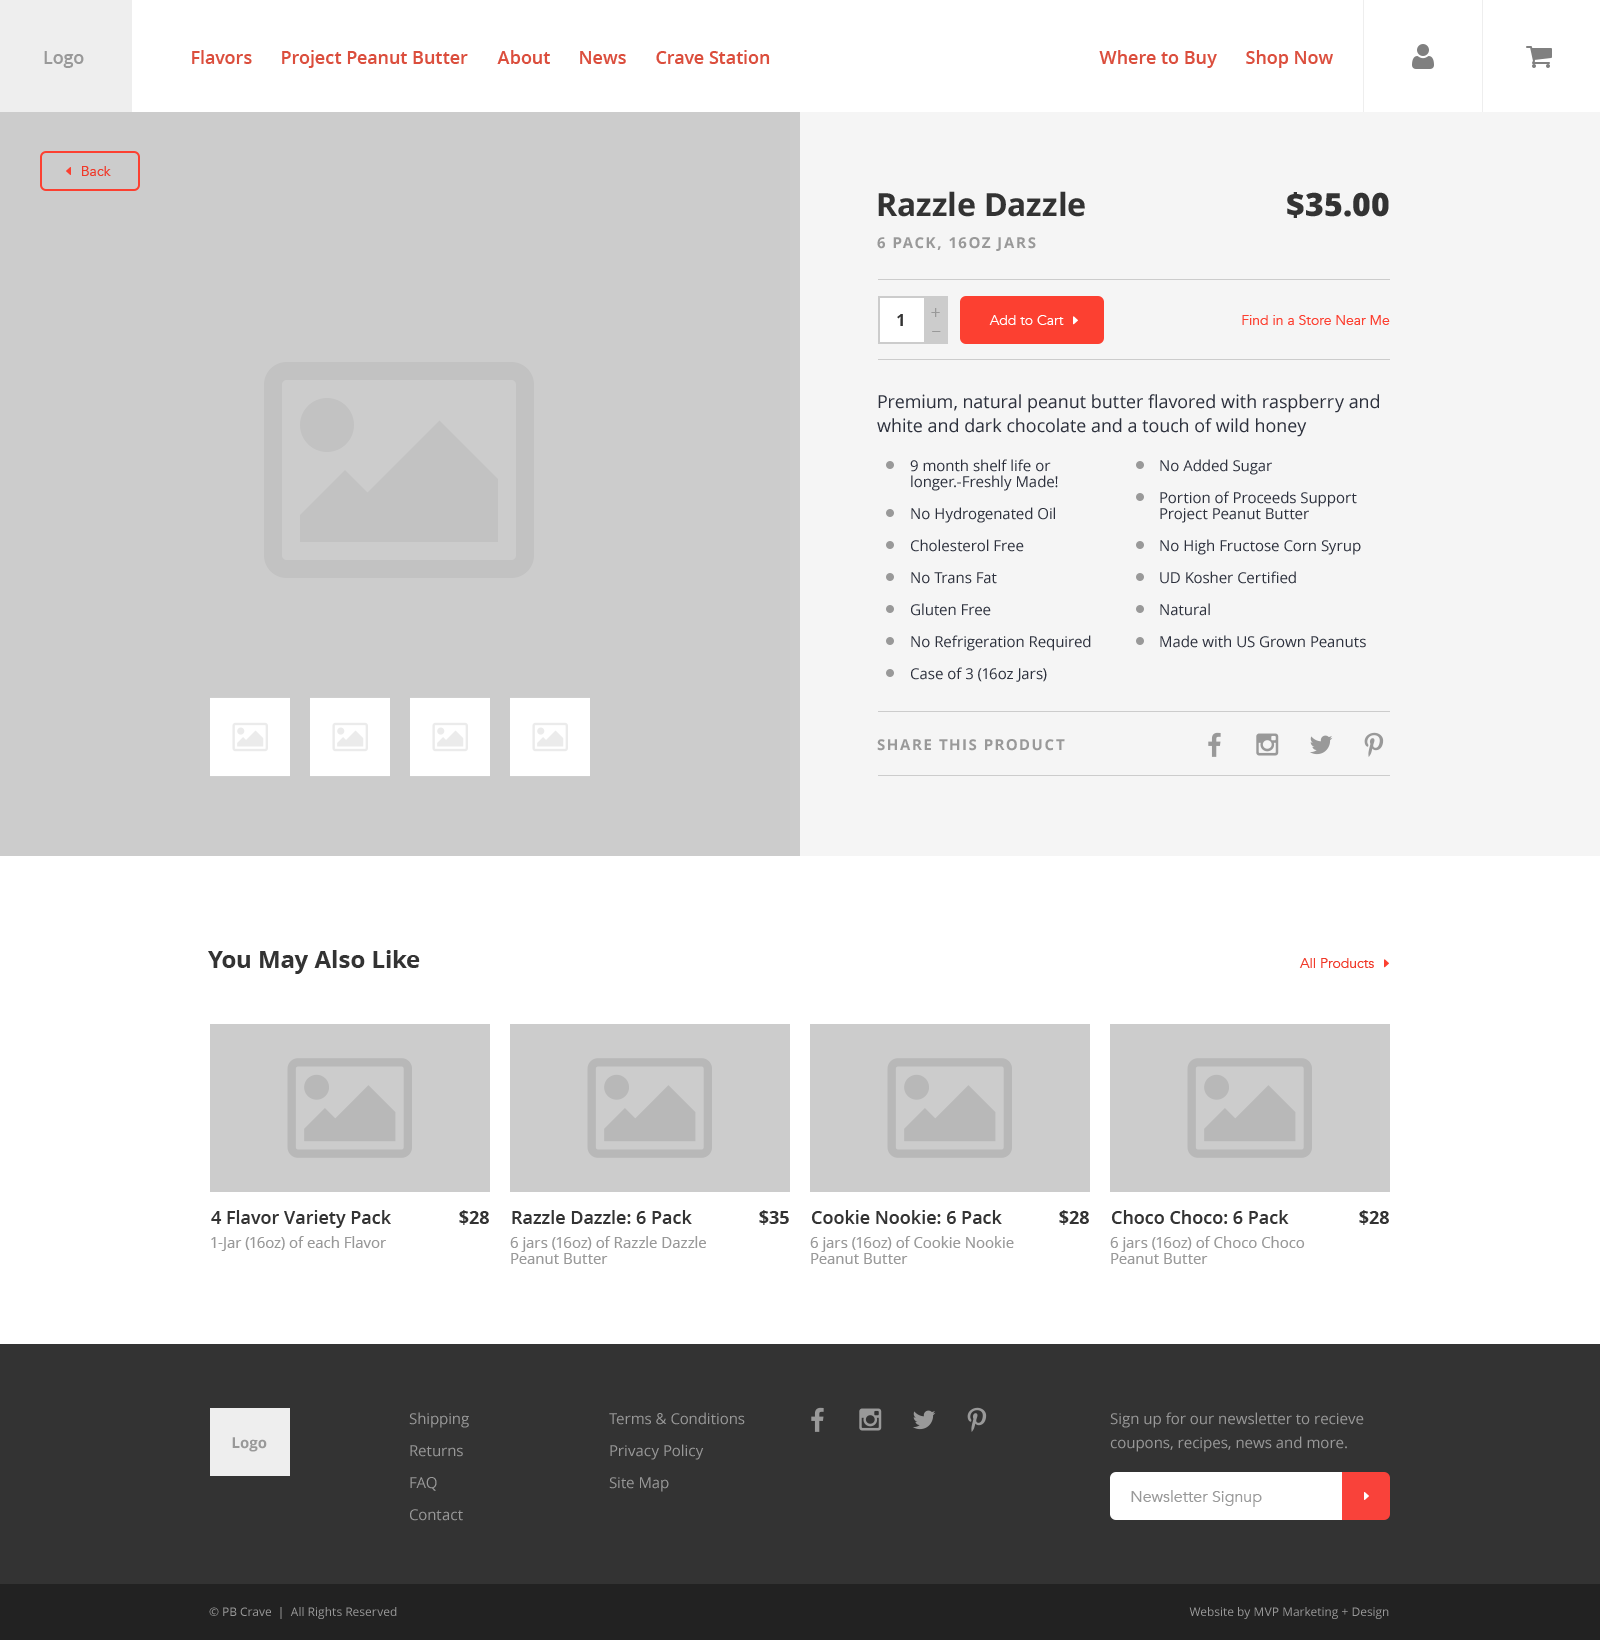 Logo
Flavors
Project Peanut Butter
About
News
Crave Station
Where to Buy
Shop Now
Back
Razzle Dazzle
$35.00
6 PACK, 16OZ JARS
1
+
−
Add to Cart
Find in a Store Near Me
Premium, natural peanut butter flavored with raspberry and
white and dark chocolate and a touch of wild honey
9 month shelf life or
longer.-Freshly Made!
No Hydrogenated Oil
Cholesterol Free
No Trans Fat
Gluten Free
No Refrigeration Required
Case of 3 (16oz Jars)
No Added Sugar
Portion of Proceeds Support
Project Peanut Butter
No High Fructose Corn Syrup
UD Kosher Certified
Natural
Made with US Grown Peanuts
SHARE THIS PRODUCT
You May Also Like
All Products
4 Flavor Variety Pack
$28
1-Jar (16oz) of each Flavor
Razzle Dazzle: 6 Pack
$35
6 jars (16oz) of Razzle Dazzle
Peanut Butter
Cookie Nookie: 6 Pack
$28
6 jars (16oz) of Cookie Nookie
Peanut Butter
Choco Choco: 6 Pack
$28
6 jars (16oz) of Choco Choco
Peanut Butter
Logo
Shipping
Returns
FAQ
Contact
Terms & Conditions
Privacy Policy
Site Map
Sign up for our newsletter to recieve
coupons, recipes, news and more.
Newsletter Signup
© PB Crave | All Rights Reserved
Website by MVP Marketing + Design